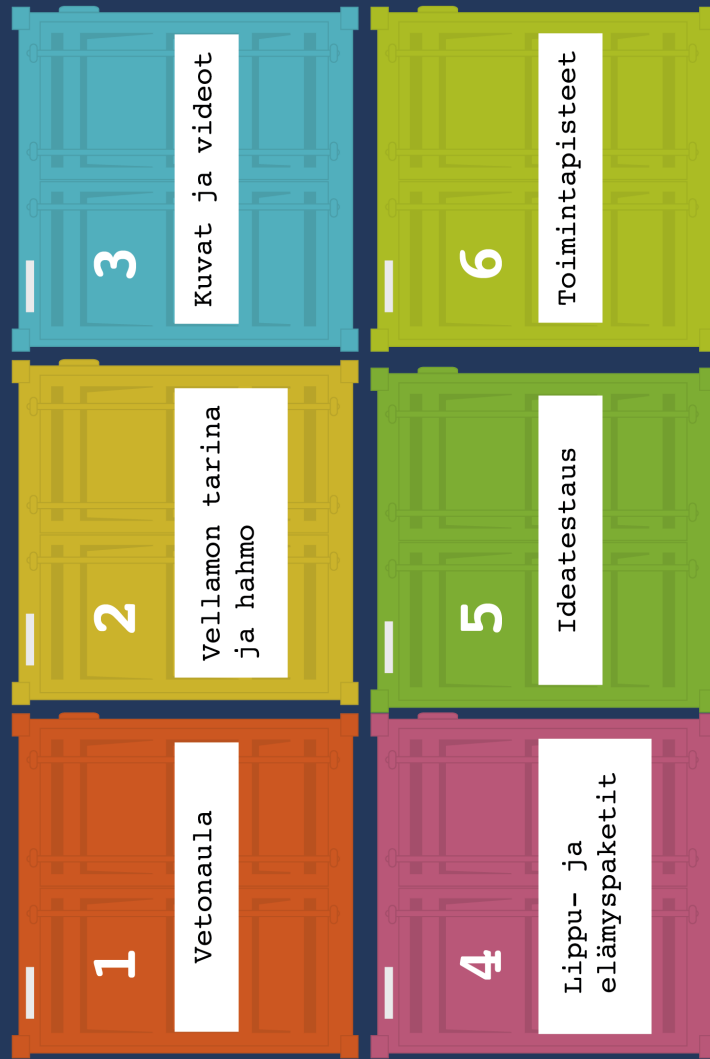 1
Vetonaula
2
Vellamon tarina
ja hahmo
3
Kuvat ja videot
4
Lippu- ja
elämyspaketit
5
Ideatestaus
6
Toimintapisteet